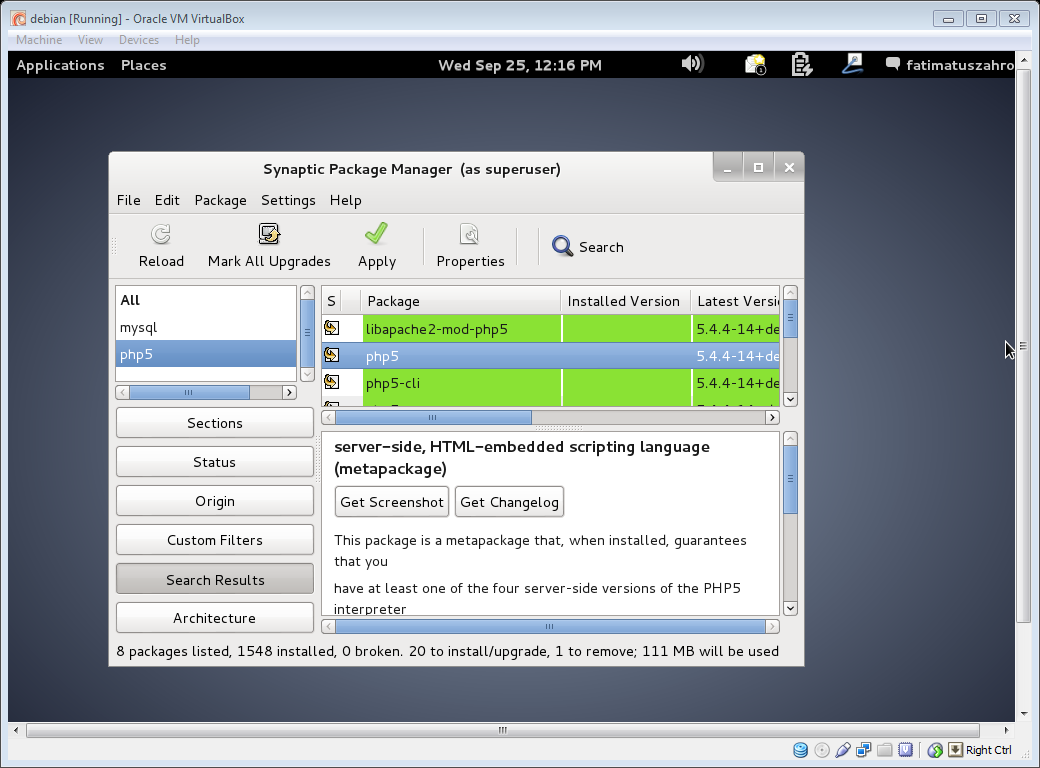 debian [Running] - Oracle VM VirtualBox
Machine View Devices Help
Applications Places Wed Sep 25, 12:16 PM fatimatuszahro
Synaptic Package Manager (as superuser)
File Edit Package Settings Help
Reload Mark All Upgrades Apply Properties Search
All
mysql
php5
S Package Installed Version Latest Versi
libapache2-mod-php5 5.4.4-14+de
php5 5.4.4-14+de
php5-cli 5.4.4-14+de
Sections
Status
Origin
Custom Filters
Search Results
Architecture
server-side, HTML-embedded scripting language
(metapackage)
Get Screenshot Get Changelog
This package is a metapackage that, when installed, guarantees
that you
have at least one of the four server-side versions of the PHP5
interpreter
8 packages listed, 1548 installed, 0 broken. 20 to install/upgrade, 1 to remove; 111 MB will be used
Right Ctrl